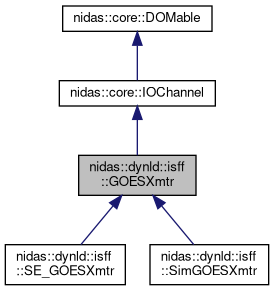 nidas::core::DOMable
nidas::core::IOChannel
nidas::dynld::isff
::GOESXmtr
nidas::dynld::isff
::SE_GOESXmtr
nidas::dynld::isff
::SimGOESXmtr